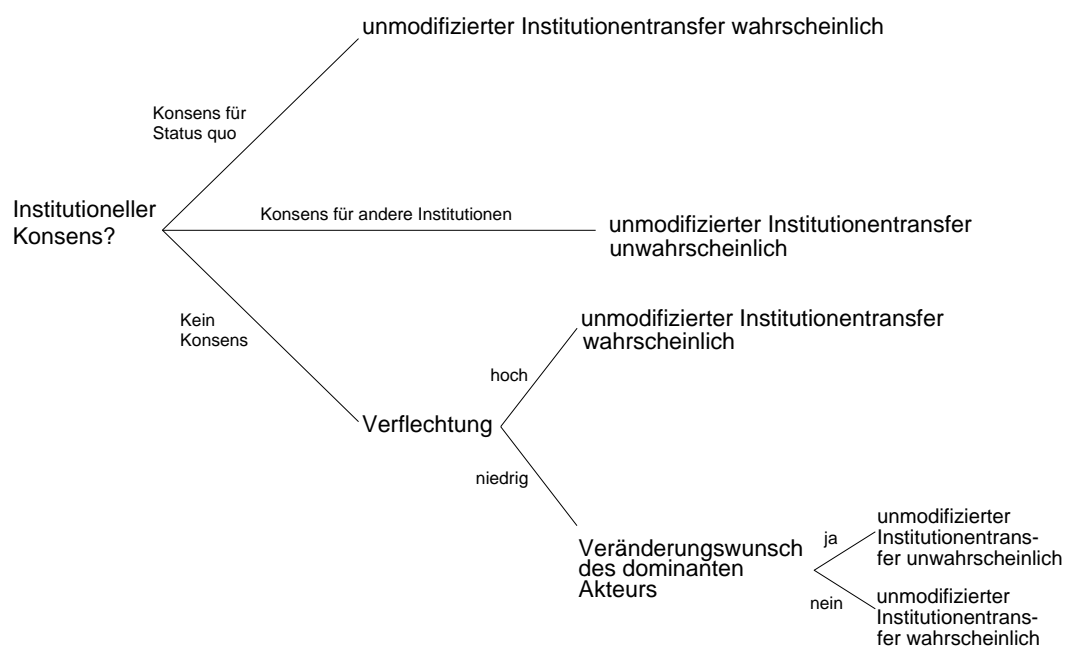 unmodifizierter Institutionentransfer wahrscheinlich
Konsens für
Status quo
Institutioneller
Konsens?
Konsens für andere Institutionen
unmodifizierter Institutionentransfer
unwahrscheinlich
Kein
Konsens
unmodifizierter Institutionentransfer
wahrscheinlich
hoch
Verflechtung
niedrig
Veränderungswunsch
des dominanten
Akteurs
ja
unmodifizierter
Institutionentrans-
fer unwahrscheinlich
nein
unmodifizierter
Institutionentrans-
fer wahrscheinlich